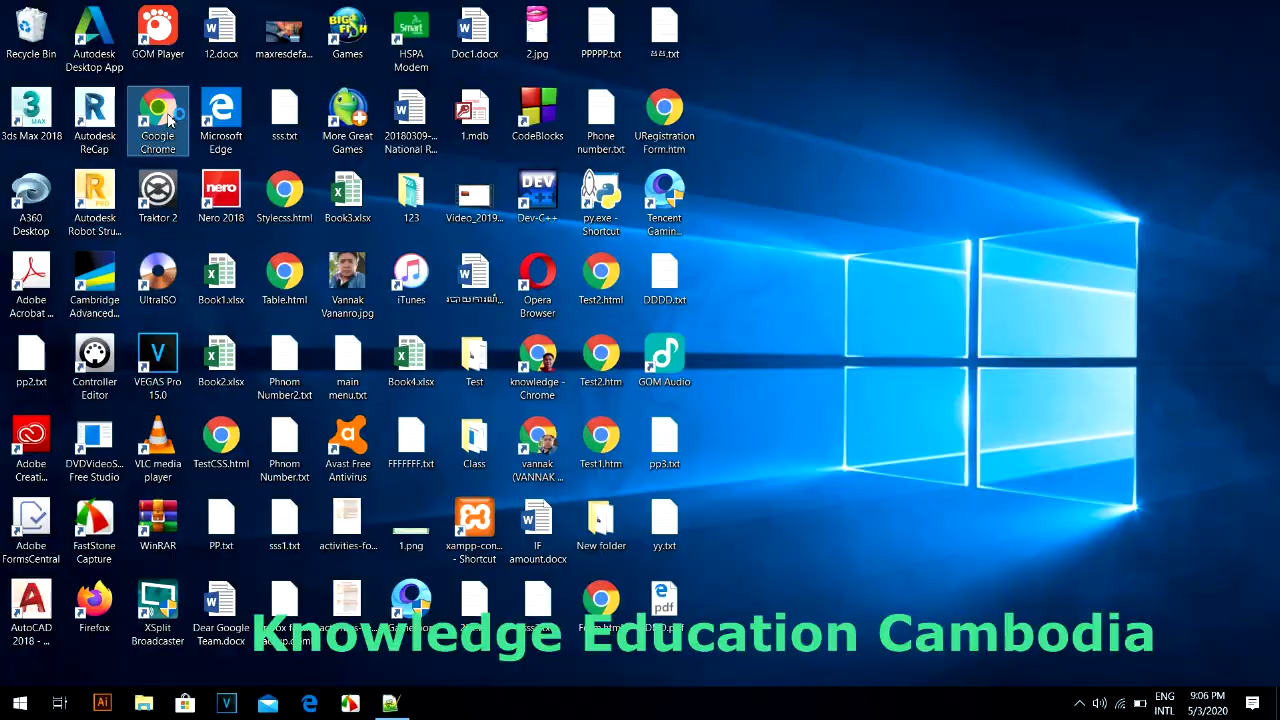 Recycle Bin
Autodesk
Desktop App
GOM Player
12.docx
maxresdefa...
Games
HSPA
Modem
Doc1.docx
2.jpg
PPPPP.txt
3ds Max 2018
Autodesk
ReCap
Google
Chrome
Microsoft
Edge
sss.txt
More Great
Games
20180309-...
National R...
1.mdb
CodeBlocks
Phone
number.txt
URegistration
Form.htm
A360
Desktop
Autodesk
Robot Stru...
Traktor 2
Nero 2018
Stylecss.html
Book3.xlsx
123
Video_2019...
Dev-C++
py.exe -
Shortcut
Tencent
Gamin...
Adobe
Acrobat ...
Cambridge
Advanced...
UltraISO
Book1.xlsx
Table.html
Vannak
Vananro.jpg
iTunes
Opera
Browser
Test2.html
DDDD.txt
pp2.txt
Controller
Editor
VEGAS Pro
15.0
Book2.xlsx
Phnom
Number2.txt
main
menu.txt
Book4.xlsx
Test
knowledge -
Chrome
Test2.htm
GOM Audio
Adobe
Creati...
DVDVideoS...
Free Studio
VLC media
player
TestCSS.html
Phnom
Number.txt
Avast Free
Antivirus
FFFFFFF.txt
Class
vannak
(VANNAK ...
Test1.htm
pp3.txt
Adobe
FormsCentral
FastStone
Capture
WinRAR
PP.txt
sss1.txt
activities-fo...
1.png
xampp-con...
- Shortcut
IF
amount.docx
New folder
yy.txt
AutoCAD
2018 - ...
Firefox
XSplit
Broadcaster
Dear Google
Team.docx
Knowledge Education Cambodia
ENG
INTL
9:06 PM
5/3/2020